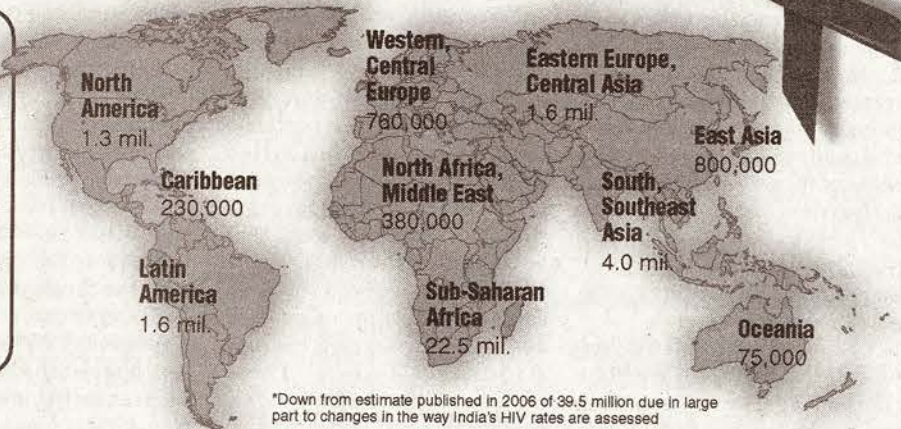 North
America
1.3 mil.
Caribbean
230,000
Latin
America
1.6 mil.
Western,
Central
Europe
760,000
North Africa,
Middle East
380,000
Sub-Saharan
Africa
22.5 mil.
Eastern Europe,
Central Asia
1.6 mil.
East Asia
800,000
South,
Southeast
Asia
4.0 mil.
Oceania
75,000
*Down from estimate published in 2006 of 39.5 million due in large
part to changes in the way India's HIV rates are assessed